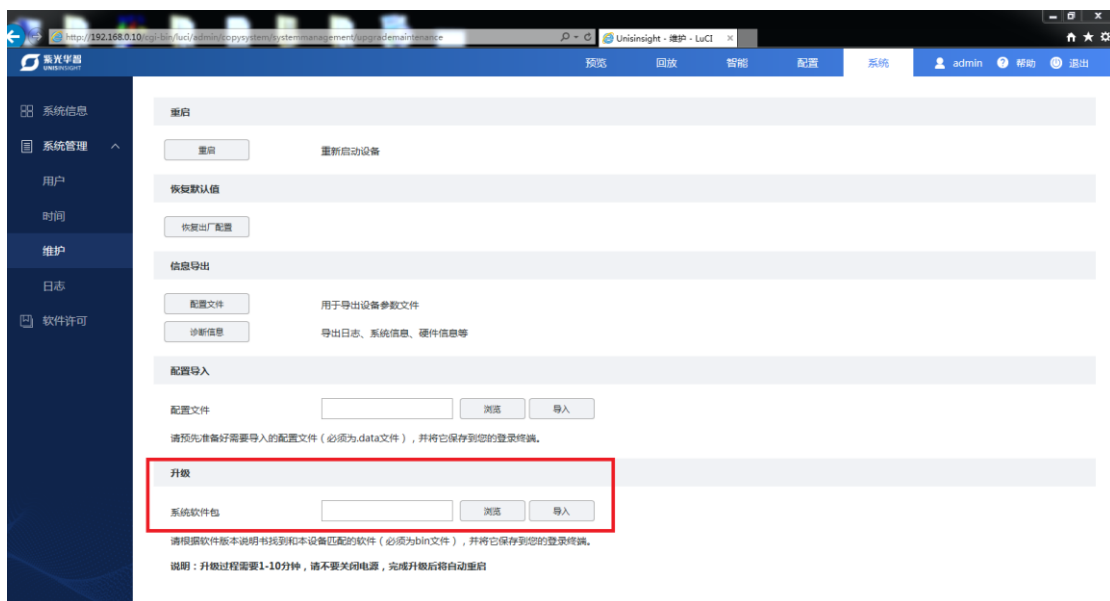 http://192.168.0.10/cgi-bin/luci/admin/copysystem/systemmanagement/upgrademaintenance
Unisinsight - 维护 - LuCI
紫光华智
UNISINSIGHT
预览 回放 智能 配置 系统 admin 帮助 退出
系统信息
系统管理
用户
时间
维护
日志
软件许可
重启
重启 重新启动设备
恢复默认值
恢复出厂配置
信息导出
配置文件 用于导出设备参数文件
诊断信息 导出日志、系统信息、硬件信息等
配置导入
配置文件 浏览 导入
请预先准备好需要导入的配置文件（必须为.data文件），并将它保存到您的登录终端。
升级
系统软件包 浏览 导入
请根据软件版本说明书找到和本设备匹配的软件（必须为bin文件），并将它保存到您的登录终端。
说明：升级过程需要1-10分钟，请不要关闭电源，完成升级后将自动重启